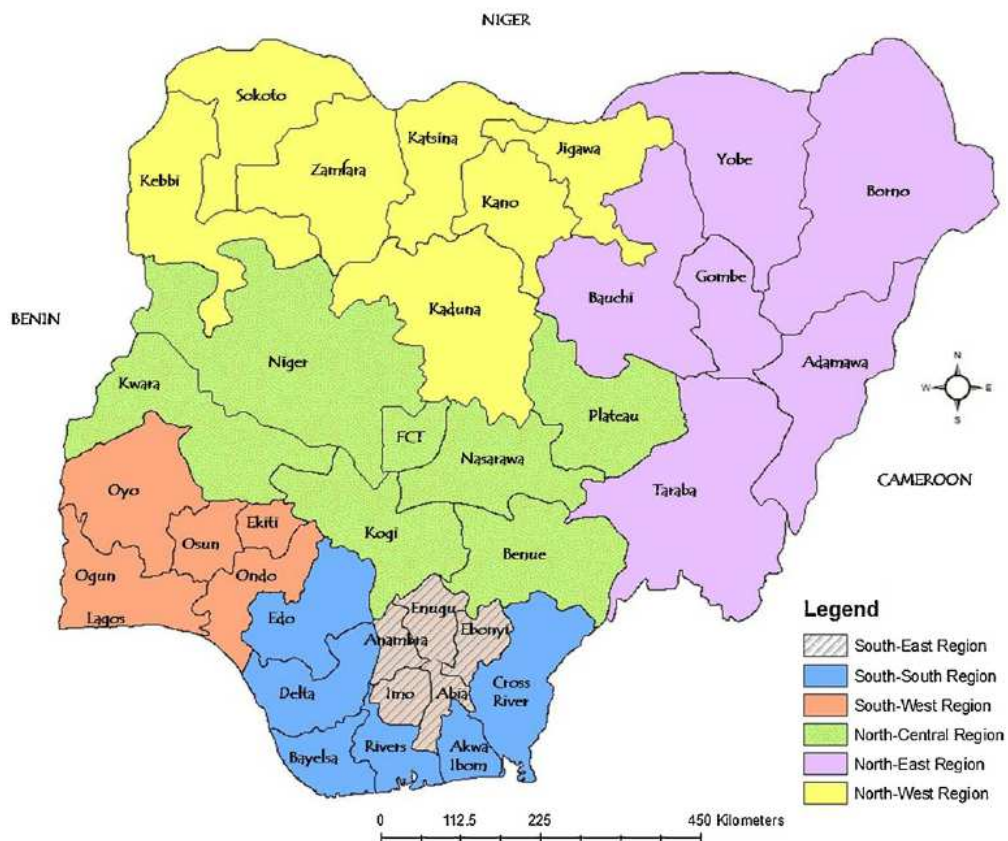 NIGER
Sokoto
Katsina
Jigawa
Yobe
Kebbi
Zamfara
Kano
Borno
Gombe
Bauchi
Kaduna
BENIN
Niger
Adamawa
N
W E
S
Kwara
Plateau
FCT
Nasarawa
CAMEROON
Oyo
Taraba
Ekiti
Kogi
Osun
Benue
Ogun
Ondo
Lagos
Edo
Enugu
Ebonyi
Anambra
Delta
Imo
Abia
Cross
River
Bayelsa
Rivers
Akwa
Ibom
Legend
South-East Region
South-South Region
South-West Region
North-Central Region
North-East Region
North-West Region
0 112.5 225 450 Kilometers